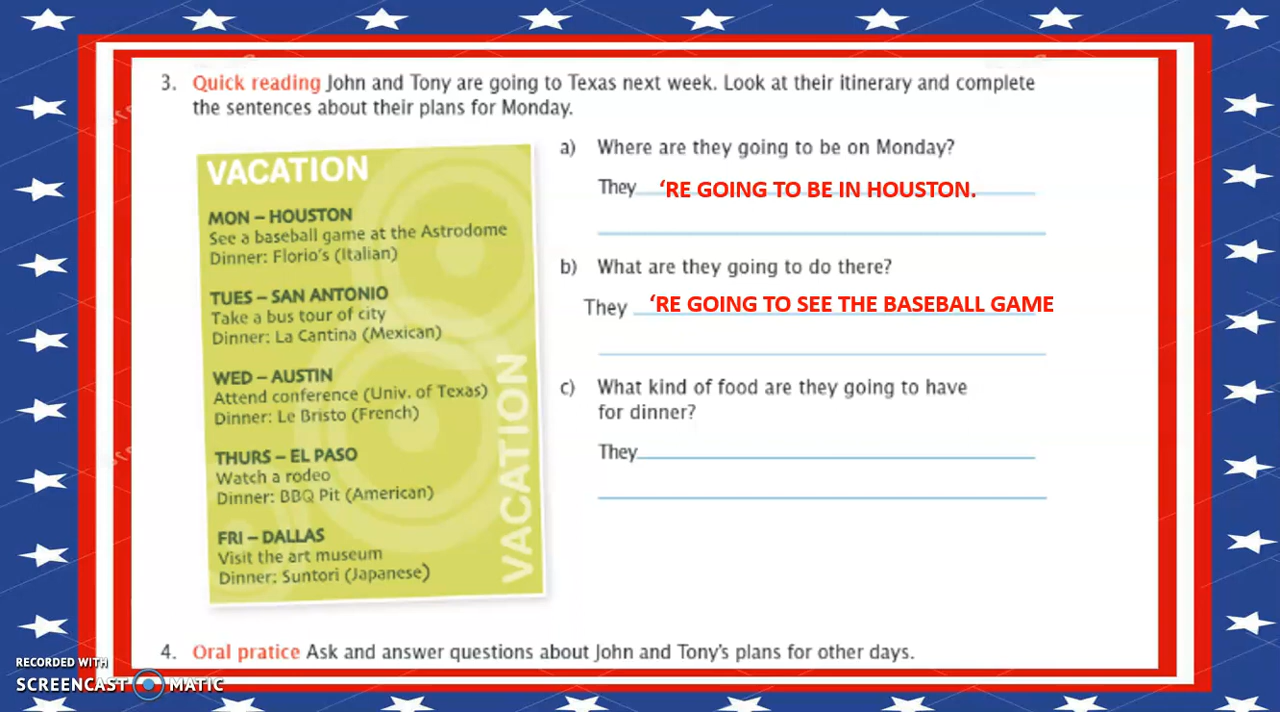 3. Quick reading John and Tony are going to Texas next week. Look at their itinerary and complete
the sentences about their plans for Monday.
VACATION
MON – HOUSTON
See a baseball game at the Astrodome
Dinner: Florio's (Italian)
TUES – SAN ANTONIO
Take a bus tour of city
Dinner: La Cantina (Mexican)
WED – AUSTIN
Attend conference (Univ. of Texas)
Dinner: Le Bristo (French)
THURS – EL PASO
Watch a rodeo
Dinner: BBQ Pit (American)
FRI – DALLAS
Visit the art museum
Dinner: Suntori (Japanese)
VACATION
a) Where are they going to be on Monday?
They ‘RE GOING TO BE IN HOUSTON.
b) What are they going to do there?
They ‘RE GOING TO SEE THE BASEBALL GAME
c) What kind of food are they going to have
for dinner?
They
4. Oral pratice Ask and answer questions about John and Tony's plans for other days.
RECORDED WITH
SCREENCAST MATIC